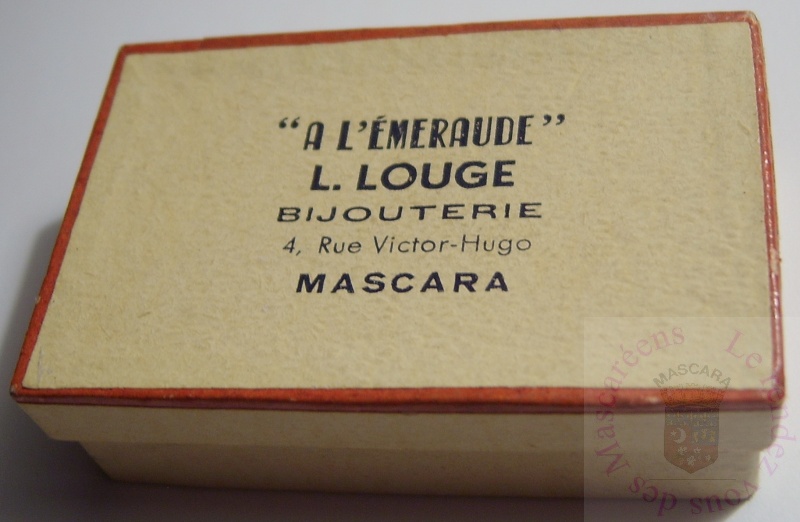 "A L'ÉMERAUDE"
L. LOUGE
BIJOUTERIE
4, Rue Victor-Hugo
MASCARA
Le Rendez vous des Mascaréens
MASCARA